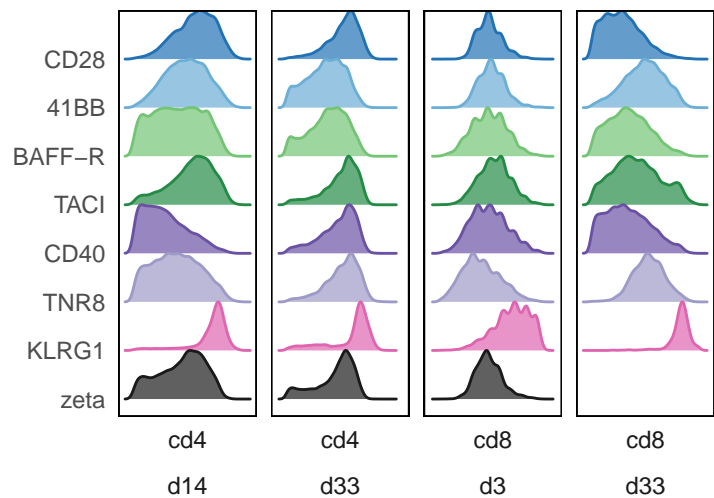 CD28
41BB
BAFF−R
TACI
CD40
TNR8
KLRG1
zeta
cd4 cd4 cd8 cd8
d14 d33 d3 d33